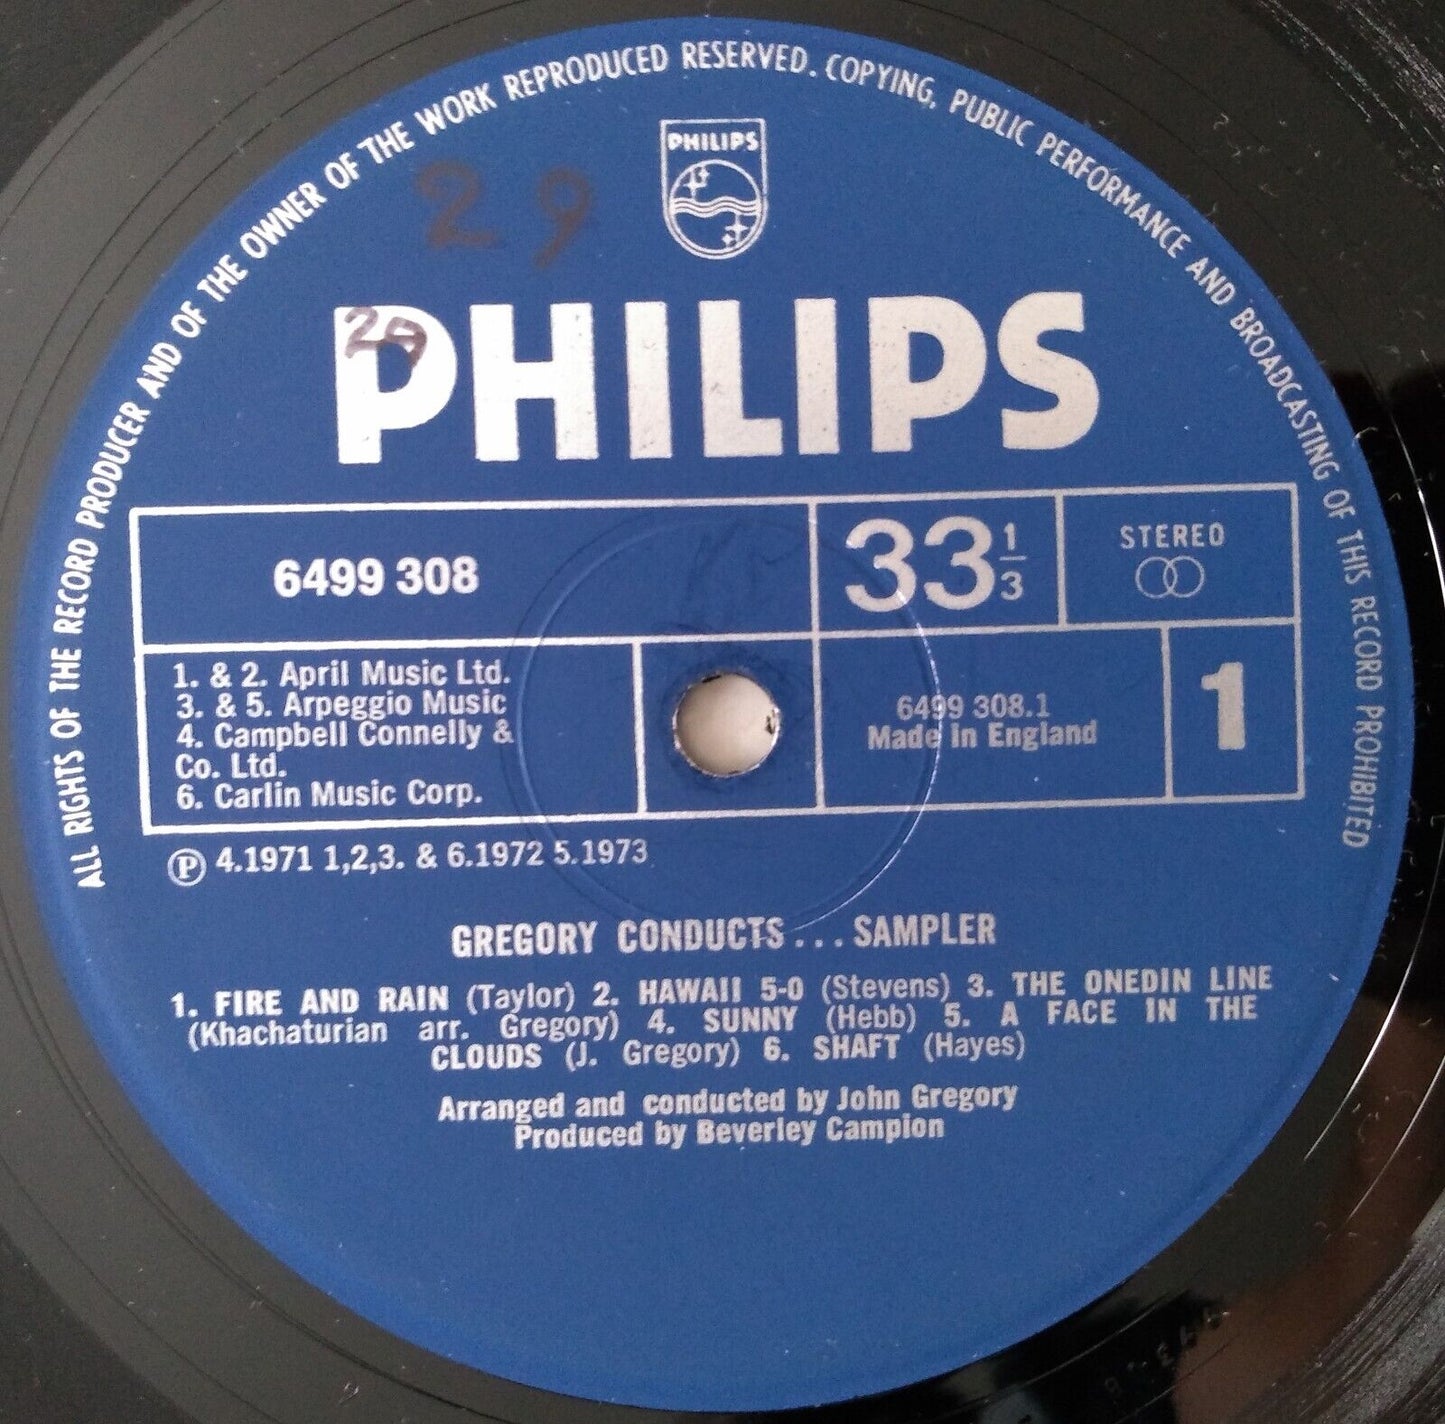 ALL RIGHTS OF THE RECORD PRODUCER AND OF THE OWNER OF THE WORK REPRODUCED RESERVED. COPYING, PUBLIC PERFORMANCE AND BROADCASTING OF THIS RECORD PROHIBITED
PHILIPS
29
29
PHILIPS
6499 308
33 1/3
STEREO
1. & 2. April Music Ltd.
3. & 5. Arpeggio Music
4. Campbell Connelly &
Co. Ltd.
6. Carlin Music Corp.
6499 308.1
Made in England
1
Ⓟ 4.1971 1,2,3. & 6.1972 5.1973
GREGORY CONDUCTS... SAMPLER
1. FIRE AND RAIN (Taylor) 2. HAWAII 5-0 (Stevens) 3. THE ONEDIN LINE
(Khachaturian arr. Gregory) 4. SUNNY (Hebb) 5. A FACE IN THE
CLOUDS (J. Gregory) 6. SHAFT (Hayes)
Arranged and conducted by John Gregory
Produced by Beverley Campion